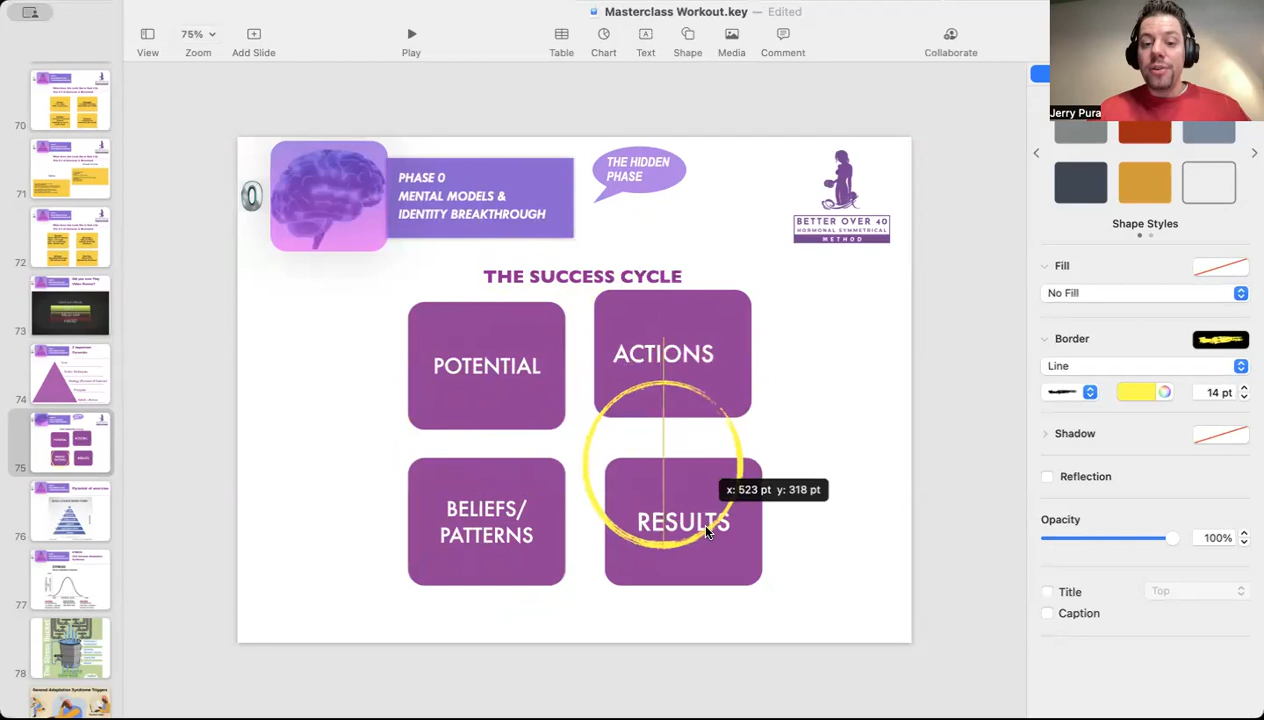 Masterclass Workout.key — Edited
75%
View
Zoom
Add Slide
Play
Table
Chart
Text
Shape
Media
Comment
Collaborate
Jerry Pura
70
71
72
73
74
75
76
77
78
0
PHASE 0
MENTAL MODELS &
IDENTITY BREAKTHROUGH
THE HIDDEN
PHASE
BETTER OVER 40
HORMONAL SYMMETRICAL
METHOD
THE SUCCESS CYCLE
POTENTIAL
ACTIONS
BELIEFS/
PATTERNS
RESULTS
x: 523 pt y: 318 pt
Shape Styles
Fill
No Fill
Border
Line
14 pt
Shadow
Reflection
Opacity
100%
Title
Top
Caption